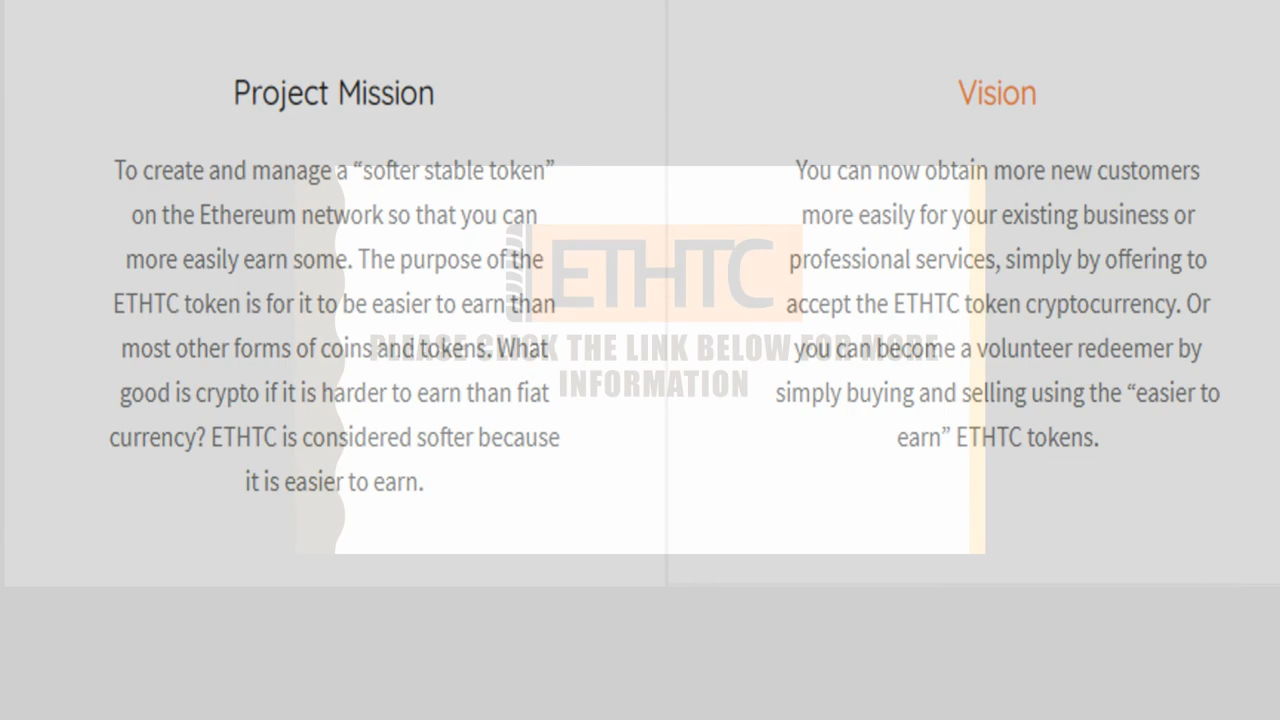 Project Mission
To create and manage a “softer stable token”
on the Ethereum network so that you can
more easily earn some. The purpose of the
ETHTC token is for it to be easier to earn than
most other forms of coins and tokens. What
good is crypto if it is harder to earn than fiat
currency? ETHTC is considered softer because
it is easier to earn.
Vision
You can now obtain more new customers
more easily for your existing business or
professional services, simply by offering to
accept the ETHTC token cryptocurrency. Or
you can become a volunteer redeemer by
simply buying and selling using the “easier to
earn” ETHTC tokens.
ETHTC
PLEASE CLICK THE LINK BELOW FOR MORE
INFORMATION